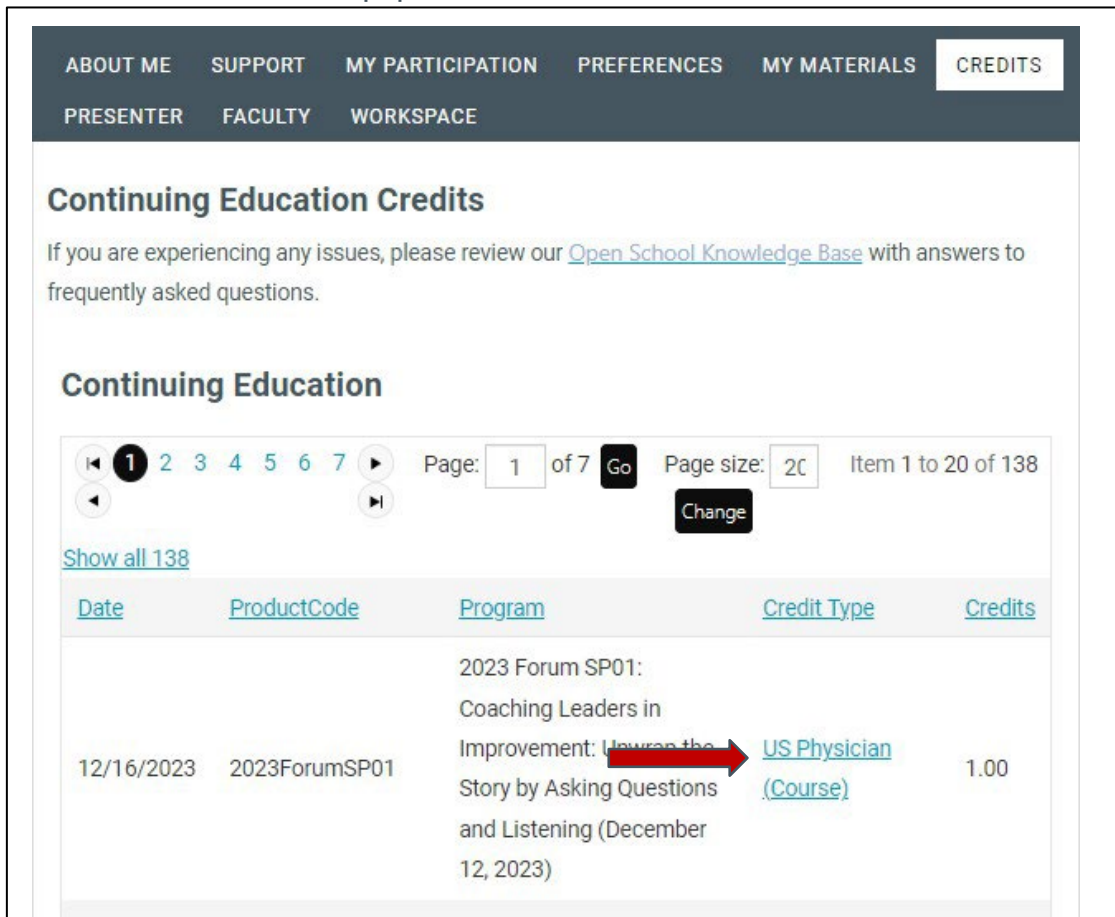 ABOUT ME SUPPORT MY PARTICIPATION PREFERENCES MY MATERIALS CREDITS
PRESENTER FACULTY WORKSPACE
Continuing Education Credits
If you are experiencing any issues, please review our Open School Knowledge Base with answers to
frequently asked questions.
Continuing Education
1 2 3 4 5 6 7 Page: 1 of 7 Go Page size: 20 Item 1 to 20 of 138
Change
Show all 138
Date ProductCode Program Credit Type Credits
2023 Forum SP01:
Coaching Leaders in
Improvement: Unwrap the
Story by Asking Questions
and Listening (December
12, 2023)
12/16/2023 2023ForumSP01
US Physician
(Course)
1.00